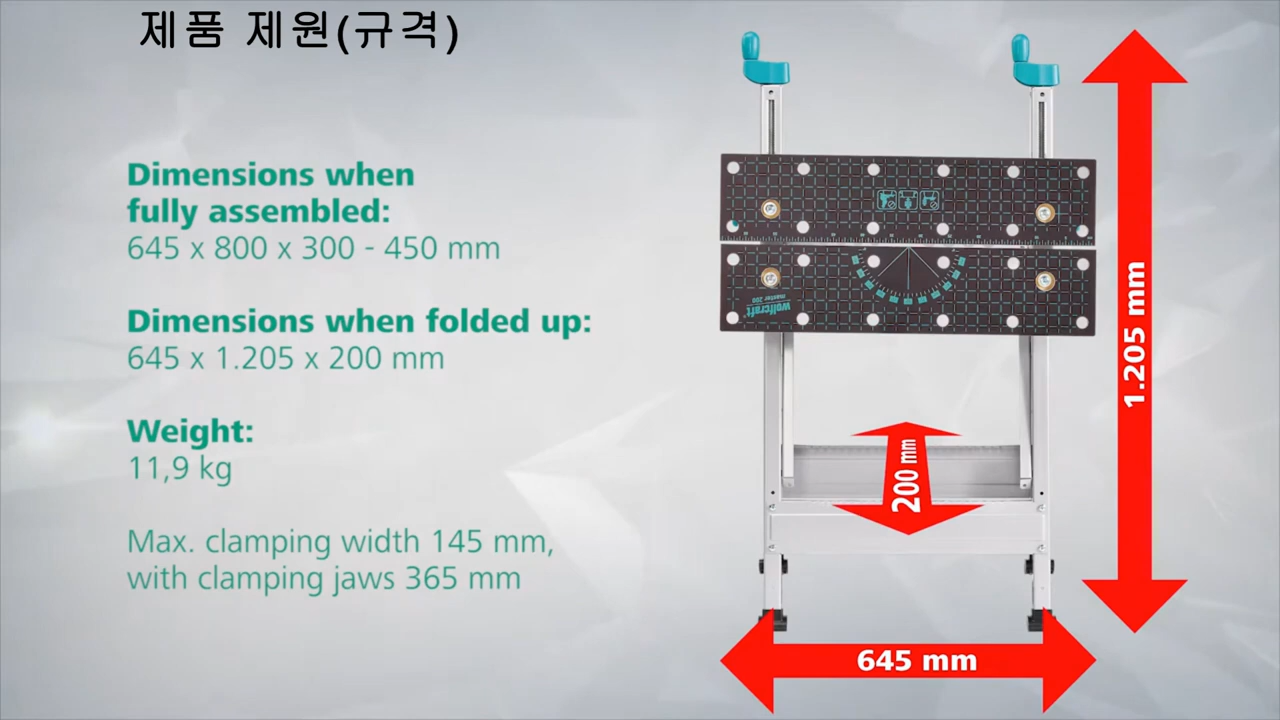 제품 제원(규격)
Dimensions when
fully assembled:
645 x 800 x 300 - 450 mm
Dimensions when folded up:
645 x 1.205 x 200 mm
Weight:
11,9 kg
Max. clamping width 145 mm,
with clamping jaws 365 mm
wolfcraft
master 200
1.205 mm
200 mm
645 mm